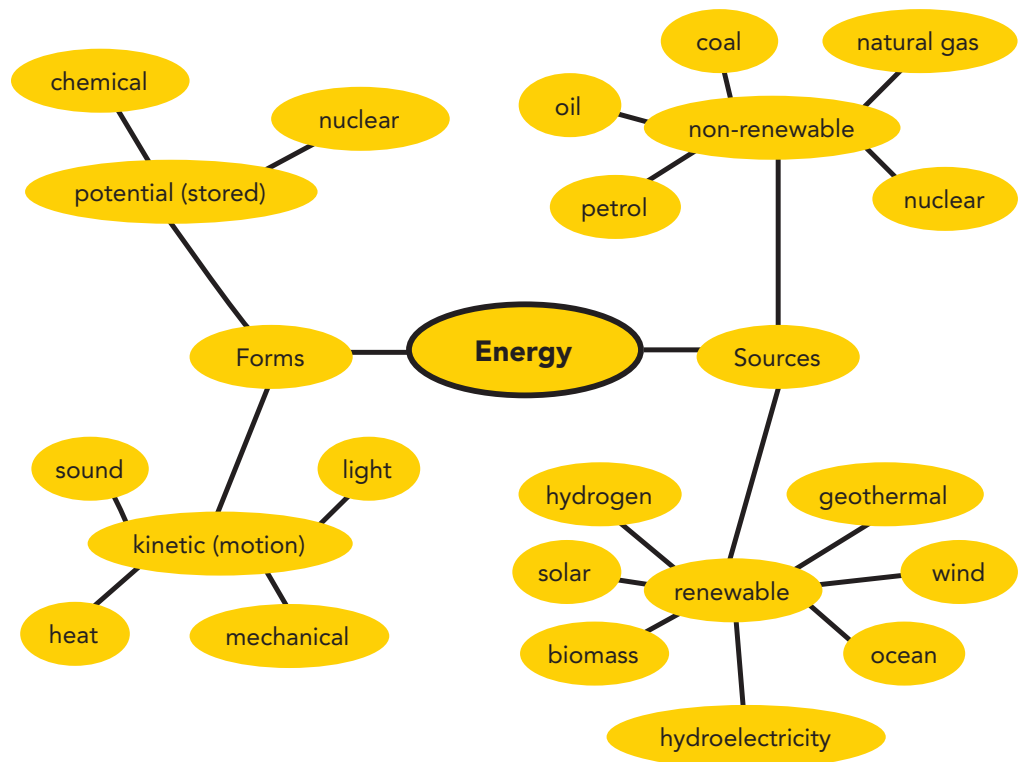 coal
natural gas
chemical
oil
nuclear
non-renewable
potential (stored)
petrol
nuclear
Forms
Energy
Sources
sound
light
hydrogen
geothermal
kinetic (motion)
solar
wind
renewable
heat
mechanical
biomass
ocean
hydroelectricity